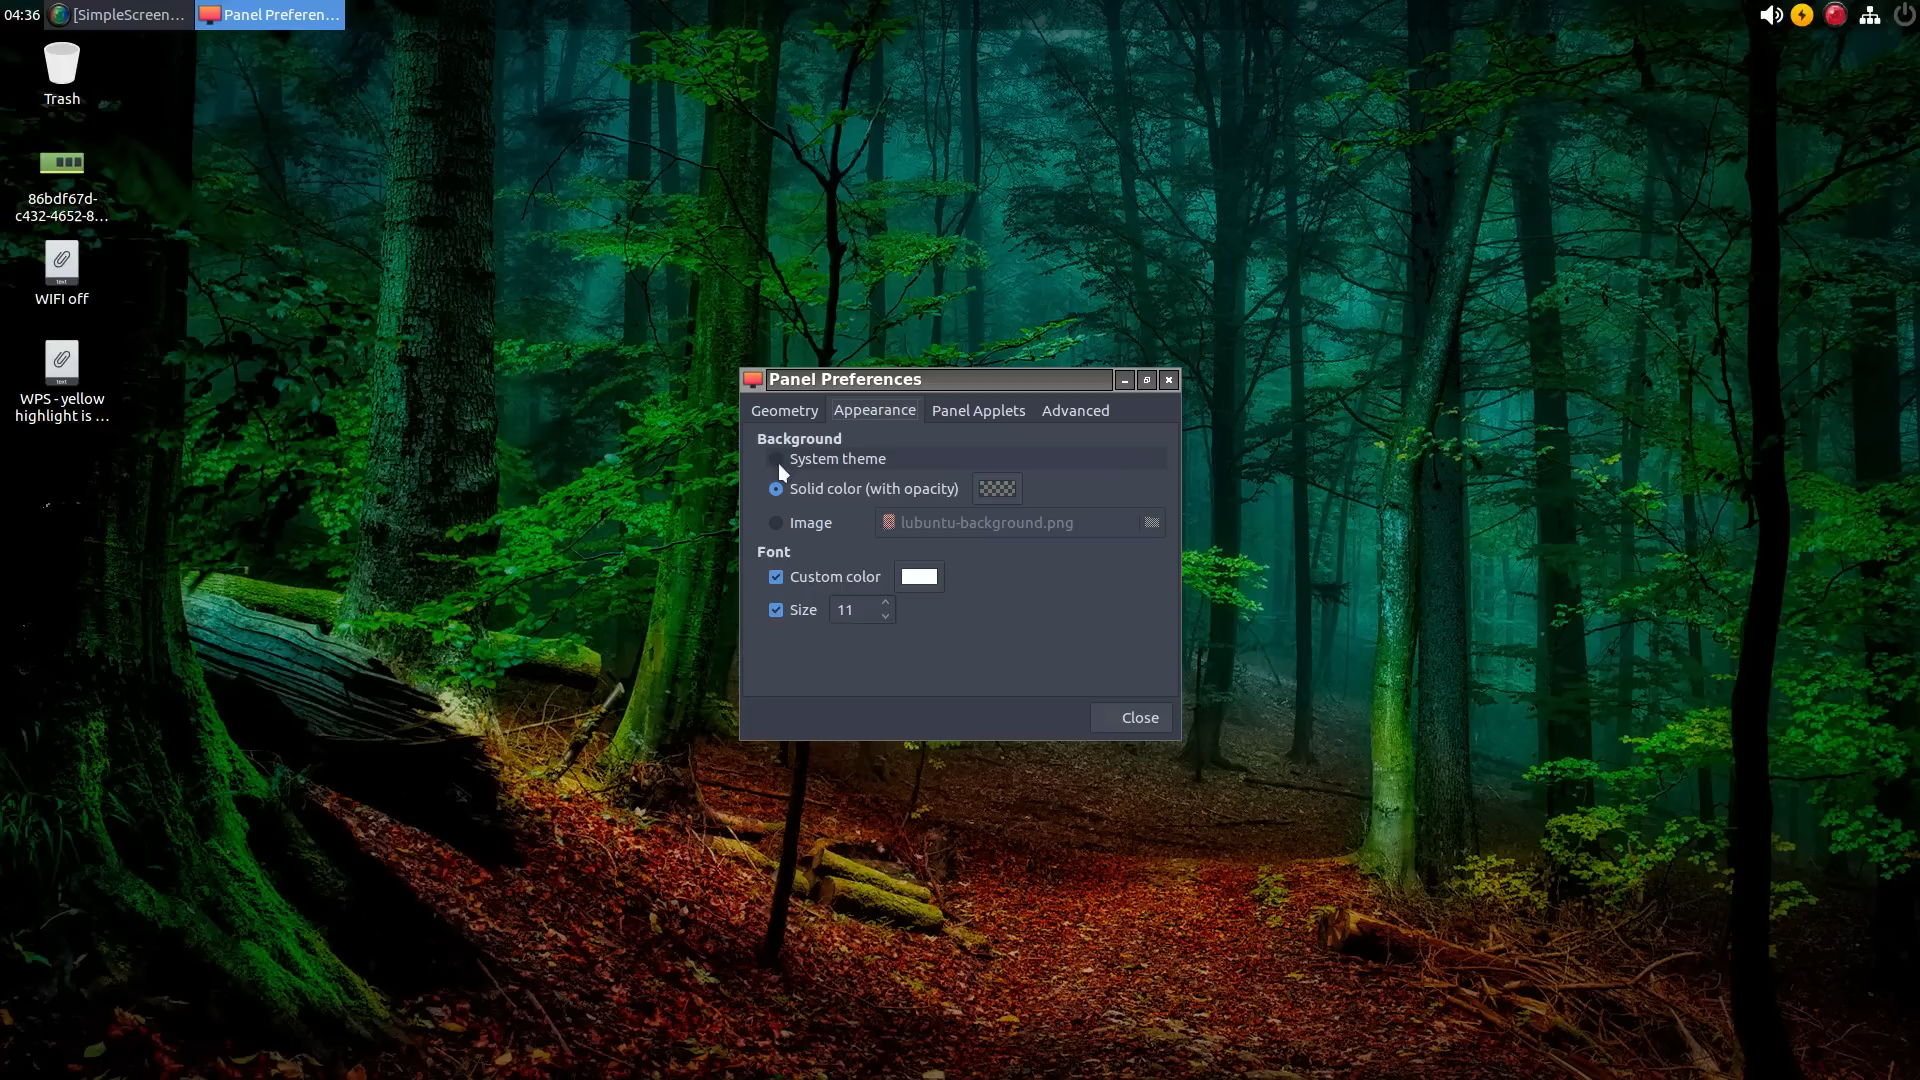 04:36 [SimpleScreen... Panel Preferen...
Trash
86bdf67d-
c432-4652-8...
text
WIFI off
text
WPS - yellow
highlight is ...
Panel Preferences
Geometry Appearance Panel Applets Advanced
Background
System theme
Solid color (with opacity)
Image lubuntu-background.png
Font
Custom color
Size 11
Close